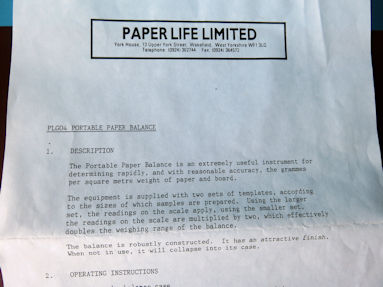 PAPER LIFE LIMITED
York House, 12 Upper York Street, Wakefield, West Yorkshire WF1 3LG
Telephone: (0924) 362744 Fax: (0924) 364573
PLG04 PORTABLE PAPER BALANCE
1. DESCRIPTION
The Portable Paper Balance is an extremely useful instrument for
determining rapidly, and with reasonable accuracy, the grammes
per square metre weight of paper and board.
The equipment is supplied with two sets of templates, according
to the sizes of which samples are prepared. Using the larger
set, the readings on the scale apply, using the smaller set,
the readings on the scale are multiplied by two, which effectively
doubles the weighing range of the balance.
The balance is robustly constructed. It has an attractive finish.
When not in use, it will collapse into its case.
2. OPERATING INSTRUCTIONS